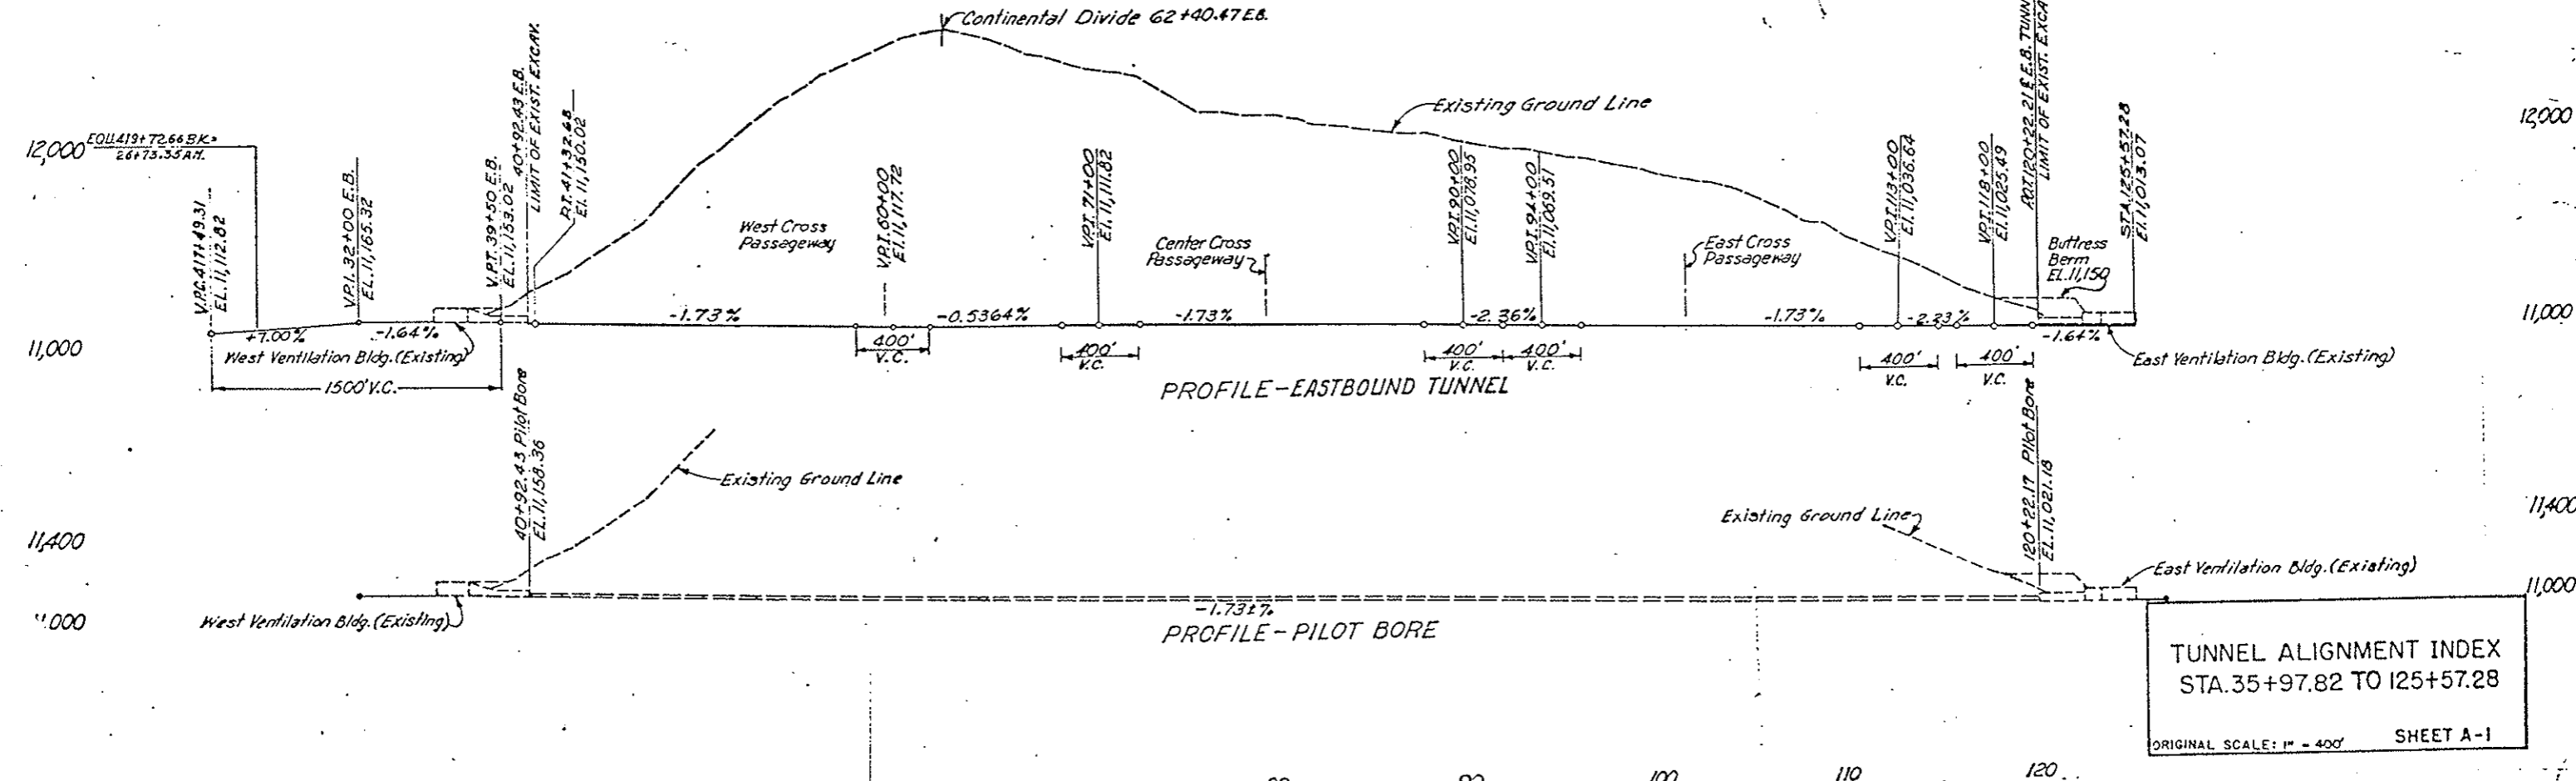 Continental Divide 62+40.47 E.B.
Existing Ground Line
12,000
EQU.419+72.66 BK=
26+73.35 AH.
V.P.C. 417+49.31
EL. 11,112.82
V.P.I. 32+00 E.B.
EL. 11,165.32
V.P.T. 39+50 E.B.
EL. 11,153.02
40+92.43 E.B.
LIMIT OF EXIST. EXCAV.
P.T. 41+32.68
El. 11,150.02
West Cross
Passageway
V.P.I. 60+00
El. 11,117.72
V.P.I. 71+00
El. 11,111.82
Center Cross
Passageway
V.P.I. 90+00
El. 11,078.95
V.P.I. 94+00
El. 11,069.51
East Cross
Passageway
V.P.I. 113+00
El. 11,036.64
V.P.I. 118+00
El. 11,025.49
P.O.T. 120+22.21 E.B. TUNN
LIMIT OF EXIST. EXCA
Buttress
Berm
EL. 11,150
STA. 125+57.28
El. 11,013.07
12,000
11,000
+7.00%
-1.64%
-1.73%
-0.5364%
-1.73%
-2.36%
-1.73%
-2.23%
-1.64%
11,000
West Ventilation Bldg. (Existing)
1500' V.C.
400'
V.C.
400'
V.C.
400'
V.C.
400'
V.C.
400'
V.C.
400'
V.C.
East Ventilation Bldg. (Existing)
PROFILE-EASTBOUND TUNNEL
40+92.43 Pilot Bore
EL. 11,158.36
Existing Ground Line
Existing Ground Line
120+22.17 Pilot Bore
EL. 11,021.18
11,400
11,400
East Ventilation Bldg. (Existing)
11,000
West Ventilation Bldg. (Existing)
-1.73±%
PROFILE - PILOT BORE
TUNNEL ALIGNMENT INDEX
STA. 35+97.82 TO 125+57.28
ORIGINAL SCALE: 1" = 400'
SHEET A-1
100
110
120